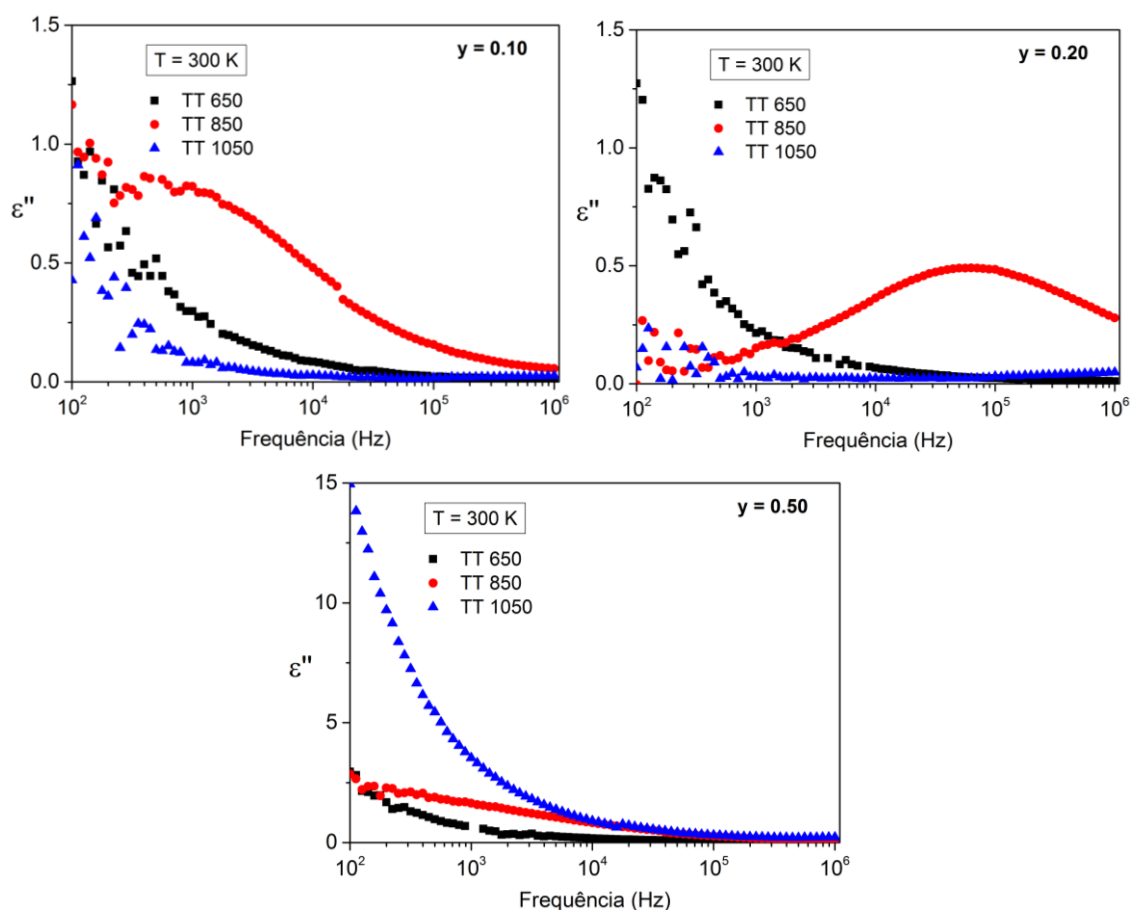 y = 0.10
T = 300 K
TT 650
TT 850
TT 1050
ε"
1.5
1.0
0.5
0.0
10² 10³ 10⁴ 10⁵ 10⁶
Frequência (Hz)
y = 0.20
T = 300 K
TT 650
TT 850
TT 1050
ε"
1.5
1.0
0.5
0.0
10² 10³ 10⁴ 10⁵ 10⁶
Frequência (Hz)
y = 0.50
T = 300 K
TT 650
TT 850
TT 1050
ε"
15
10
5
0
10² 10³ 10⁴ 10⁵ 10⁶
Frequência (Hz)